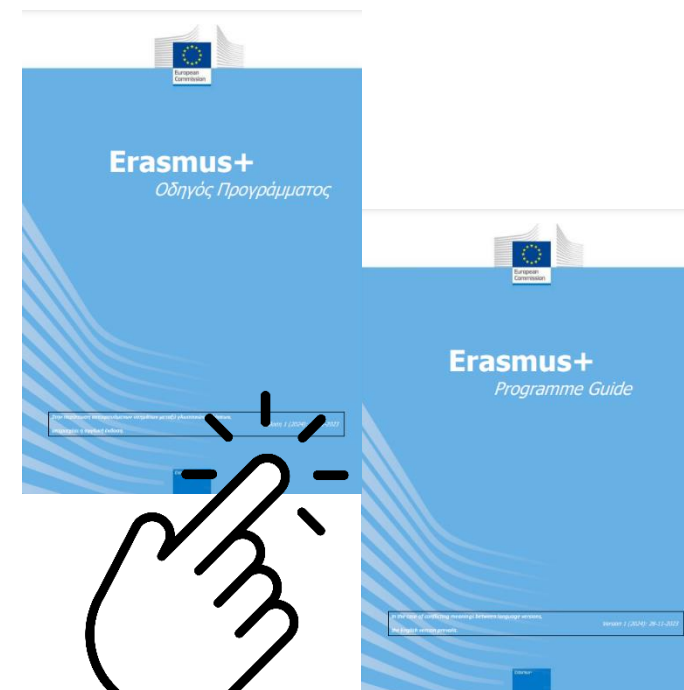 European
Commission
Erasmus+
Οδηγός Προγράμματος
European
Commission
Erasmus+
Programme Guide
In the case of conflicting meanings between language versions,
the English version prevails.
Version 1 (2024): 28-11-2023
Erasmus+